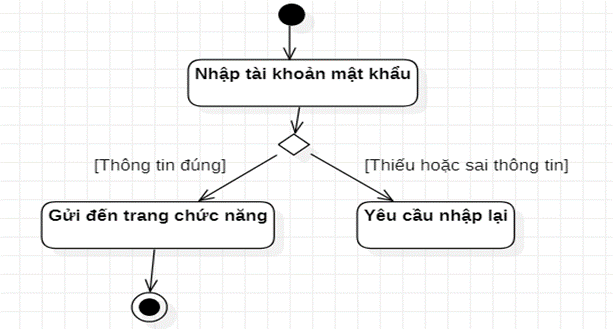 Nhập tài khoản mật khẩu
[Thông tin đúng]
[Thiếu hoặc sai thông tin]
Gửi đến trang chức năng
Yêu cầu nhập lại